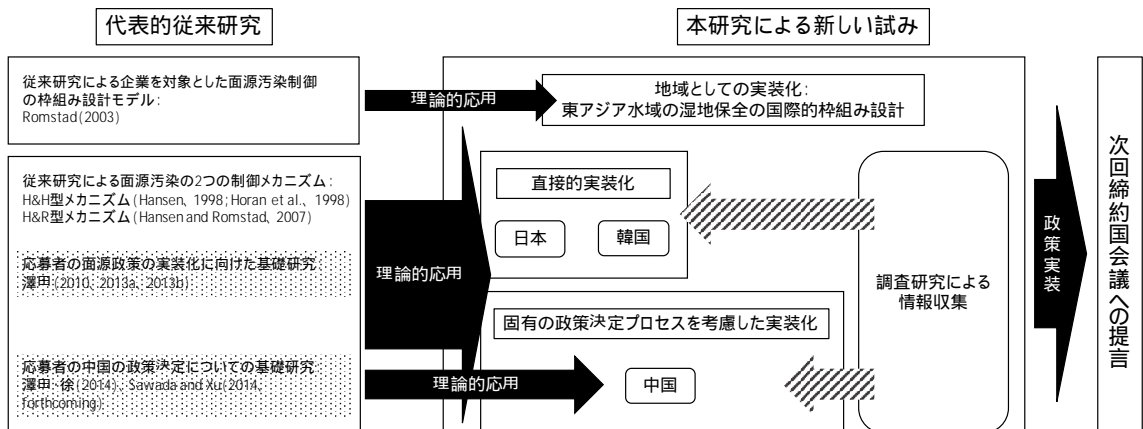 代表的従来研究
本研究による新しい試み
従来研究による企業を対象とした面源汚染制御
の枠組み設計モデル:
Romstad(2003)
理論的応用
地域としての実装化:
東アジア水域の湿地保全の国際的枠組み設計
従来研究による面源汚染の2つの制御メカニズム:
H&H型メカニズム(Hansen, 1998;Horan et al., 1998)
H&R型メカニズム(Hansen and Romstad, 2007)
応募者の面源政策の実装化に向けた基礎研究:
澤田(2010、2013a、2013b)
応募者の中国の政策決定についての基礎研究:
澤田・徐(2014)、Sawada and Xu(2014,
forthcoming)
理論的応用
理論的応用
直接的実装化
日本
韓国
固有の政策決定プロセスを考慮した実装化
中国
調査研究による
情報収集
政策実装
次回締約国会議への提言